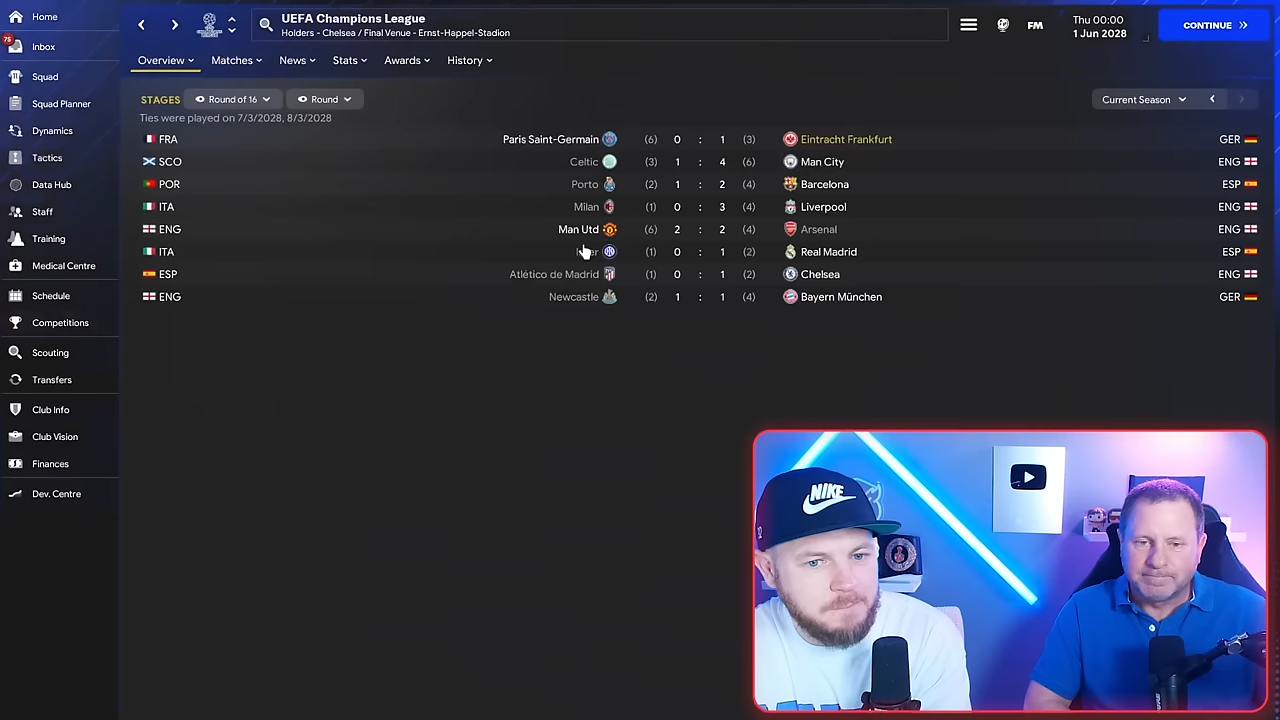 Home
75
Inbox
Squad
Squad Planner
Dynamics
Tactics
Data Hub
Staff
Training
Medical Centre
Schedule
Competitions
Scouting
Transfers
Club Info
Club Vision
Finances
Dev. Centre
UEFA Champions League
Holders - Chelsea / Final Venue - Ernst-Happel-Stadion
FM
Thu 00:00
1 Jun 2028
CONTINUE
Overview Matches News Stats Awards History
STAGES Round of 16 Round Current Season
Ties were played on 7/3/2028, 8/3/2028
FRA Paris Saint-Germain (6) 0 : 1 (3) Eintracht Frankfurt GER
SCO Celtic (3) 1 : 4 (6) Man City ENG
POR Porto (2) 1 : 2 (4) Barcelona ESP
ITA Milan (1) 0 : 3 (4) Liverpool ENG
ENG Man Utd (6) 2 : 2 (4) Arsenal ENG
ITA Inter (1) 0 : 1 (2) Real Madrid ESP
ESP Atlético de Madrid (1) 0 : 1 (2) Chelsea ENG
ENG Newcastle (2) 1 : 1 (4) Bayern München GER
NIKE